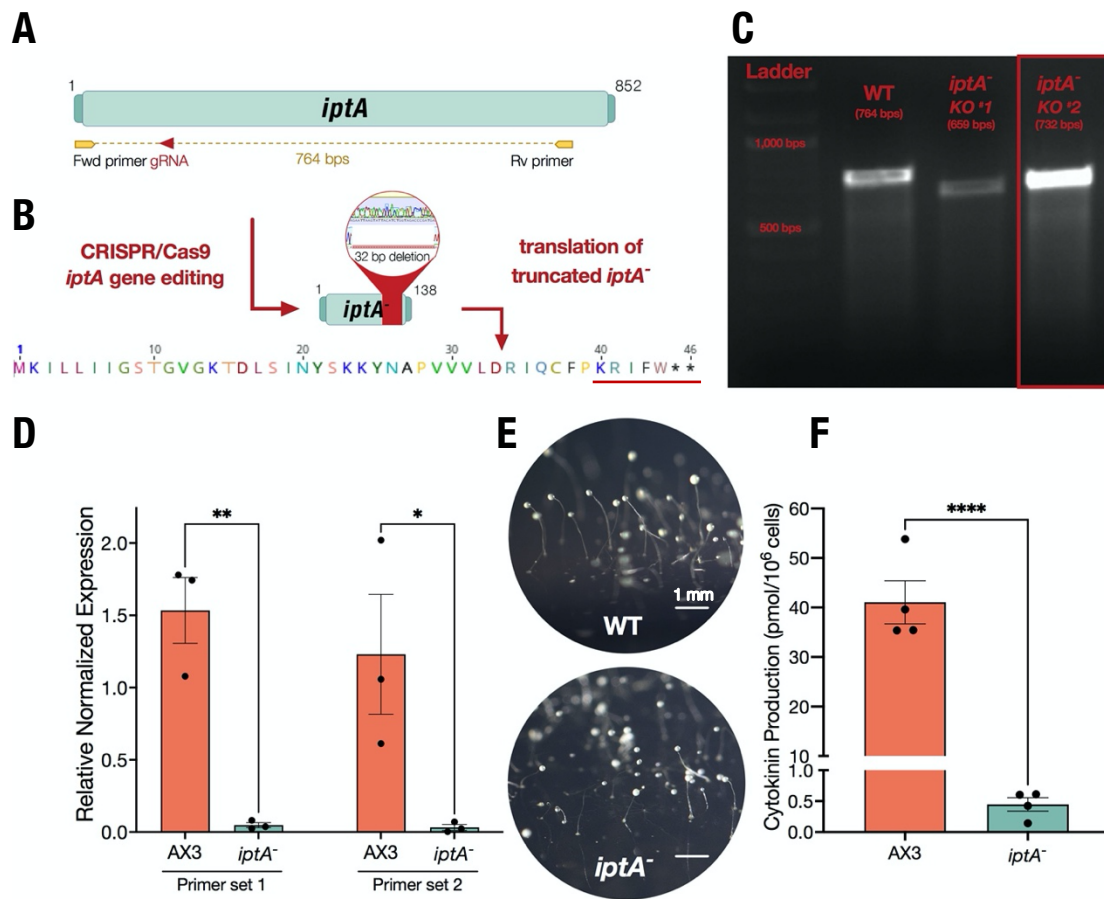 A
1
852
iptA
Fwd primer gRNA
764 bps
Rv primer
B
CRISPR/Cas9
iptA gene editing
32 bp deletion
1
138
iptA-
translation of
truncated iptA-
1 10 20 30 40 46
MKILLIIGSTGVGKTDLSINYSKKYNAPVVVLDRIQCFPKRIFW**
C
Ladder
WT
(764 bps)
iptA-
KO #1
(659 bps)
iptA-
KO #2
(732 bps)
1,000 bps
500 bps
D
Relative Normalized Expression
2.0
1.5
1.0
0.5
0.0
**
*
AX3 iptA- AX3 iptA-
Primer set 1 Primer set 2
E
1 mm
WT
iptA-
F
Cytokinin Production (pmol/10⁶ cells)
60
50
40
30
20
10
1.0
0.5
0.0
****
AX3 iptA-